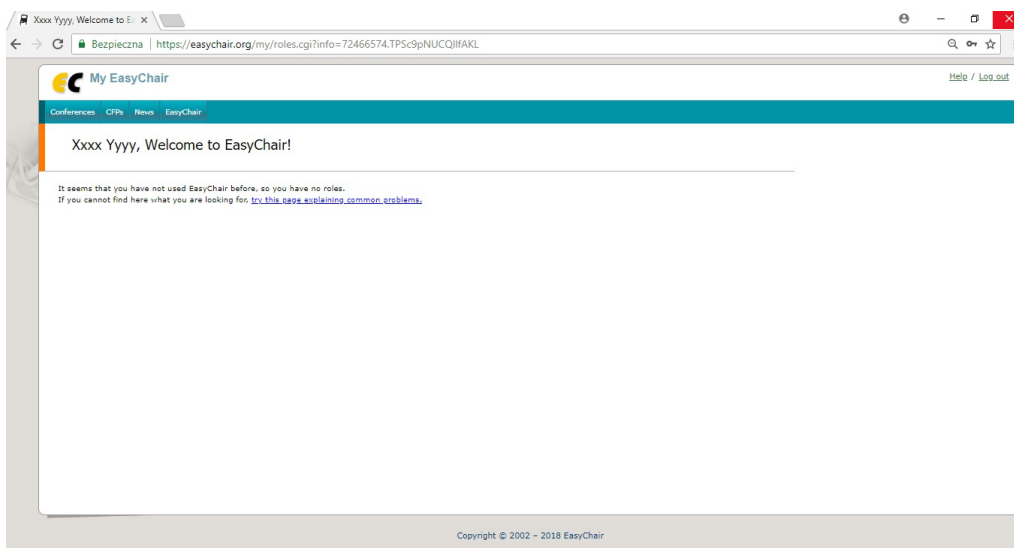 Xxxx Yyyy, Welcome to E
Bezpieczna | https://easychair.org/my/roles.cgi?info=72466574.TPSc9pNUCQIlfAKL
My EasyChair
Help / Log out
Conferences CFPs News EasyChair
Xxxx Yyyy, Welcome to EasyChair!
It seems that you have not used EasyChair before, so you have no roles.
If you cannot find here what you are looking for, try this page explaining common problems.
Copyright © 2002 – 2018 EasyChair